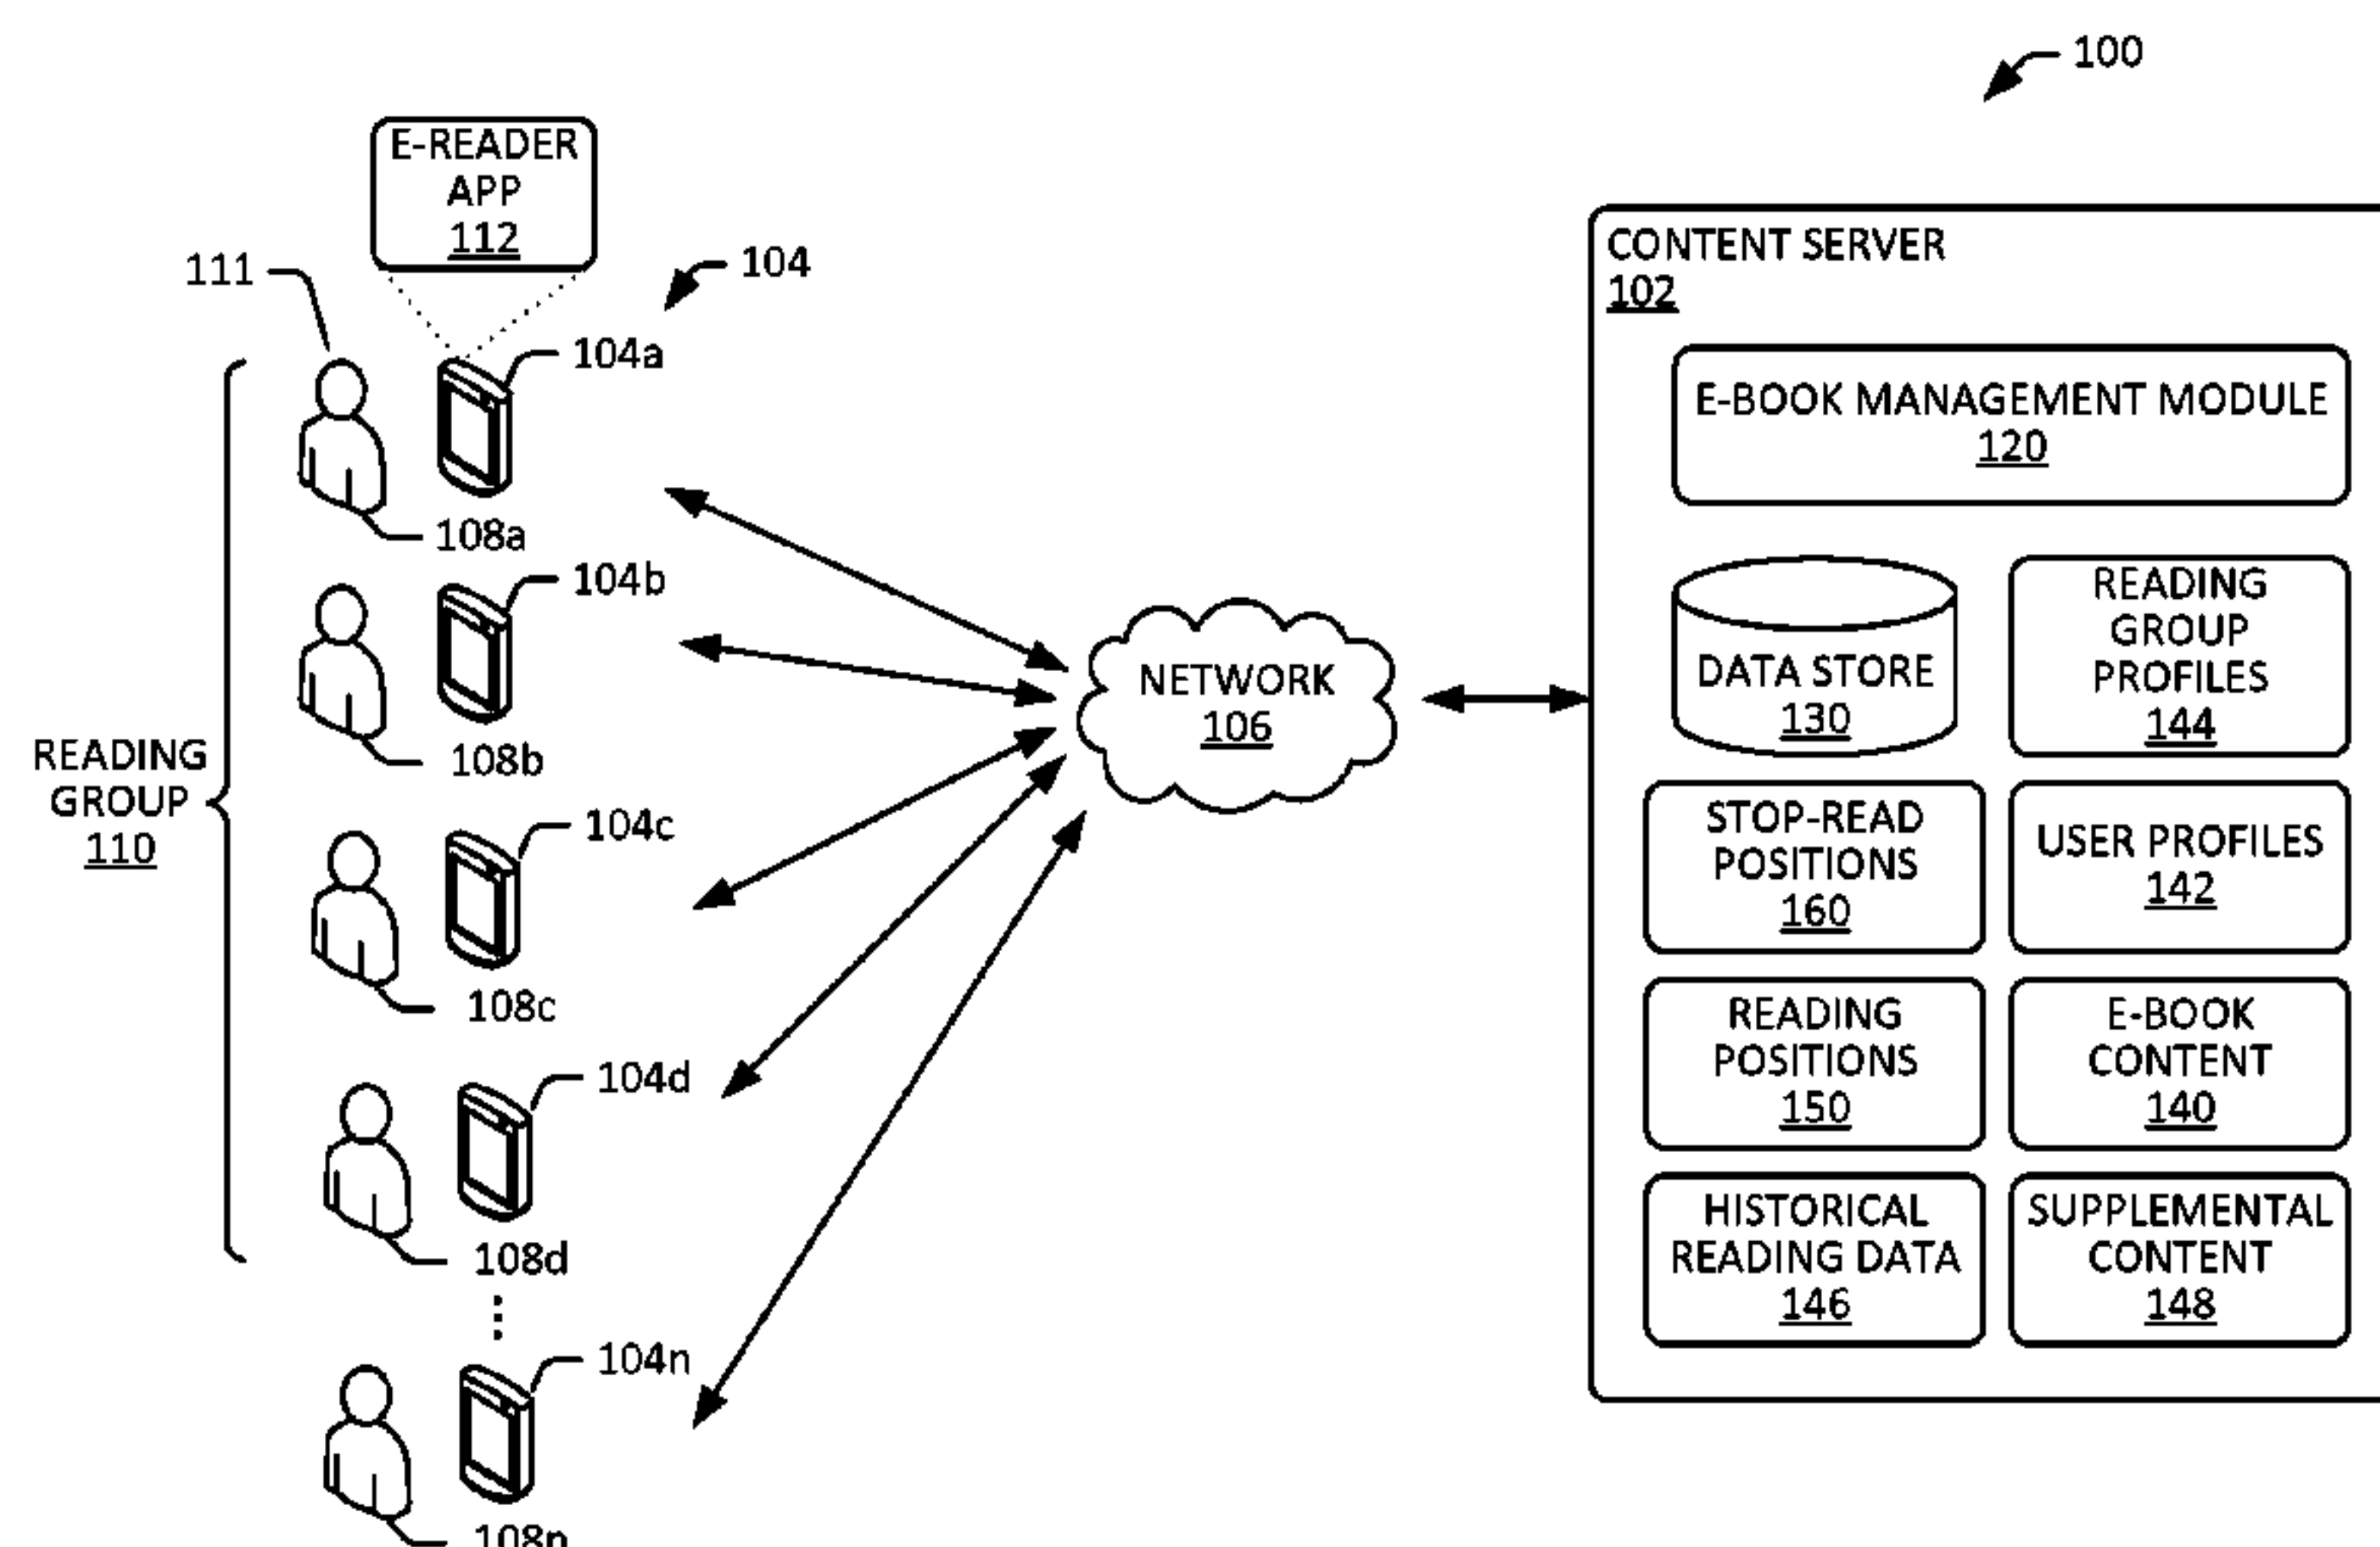 100
E-READER
APP
112
111
104
104a
108a
104b
108b
READING
GROUP
110
104c
108c
104d
108d
104n
108n
NETWORK
106
CONTENT SERVER
102
E-BOOK MANAGEMENT MODULE
120
DATA STORE
130
READING
GROUP
PROFILES
144
STOP-READ
POSITIONS
160
USER PROFILES
142
READING
POSITIONS
150
E-BOOK
CONTENT
140
HISTORICAL
READING DATA
146
SUPPLEMENTAL
CONTENT
148